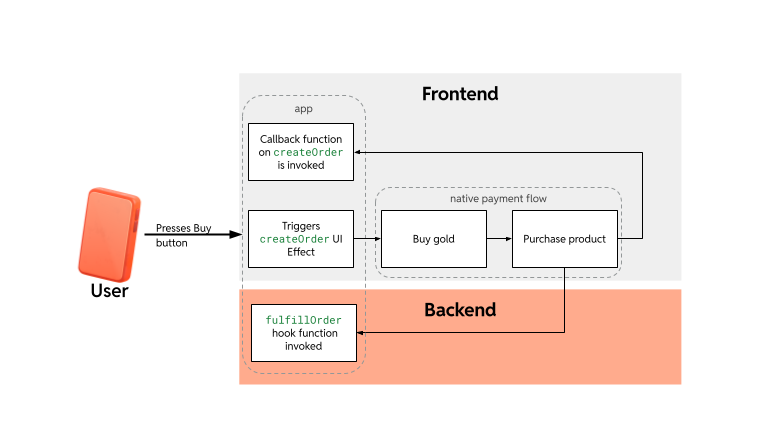 Frontend
app
Callback function
on createOrder
is invoked
native payment flow
Presses Buy
button
Triggers
createOrder UI
Effect
Buy gold
Purchase product
User
Backend
fulfillOrder
hook function
invoked